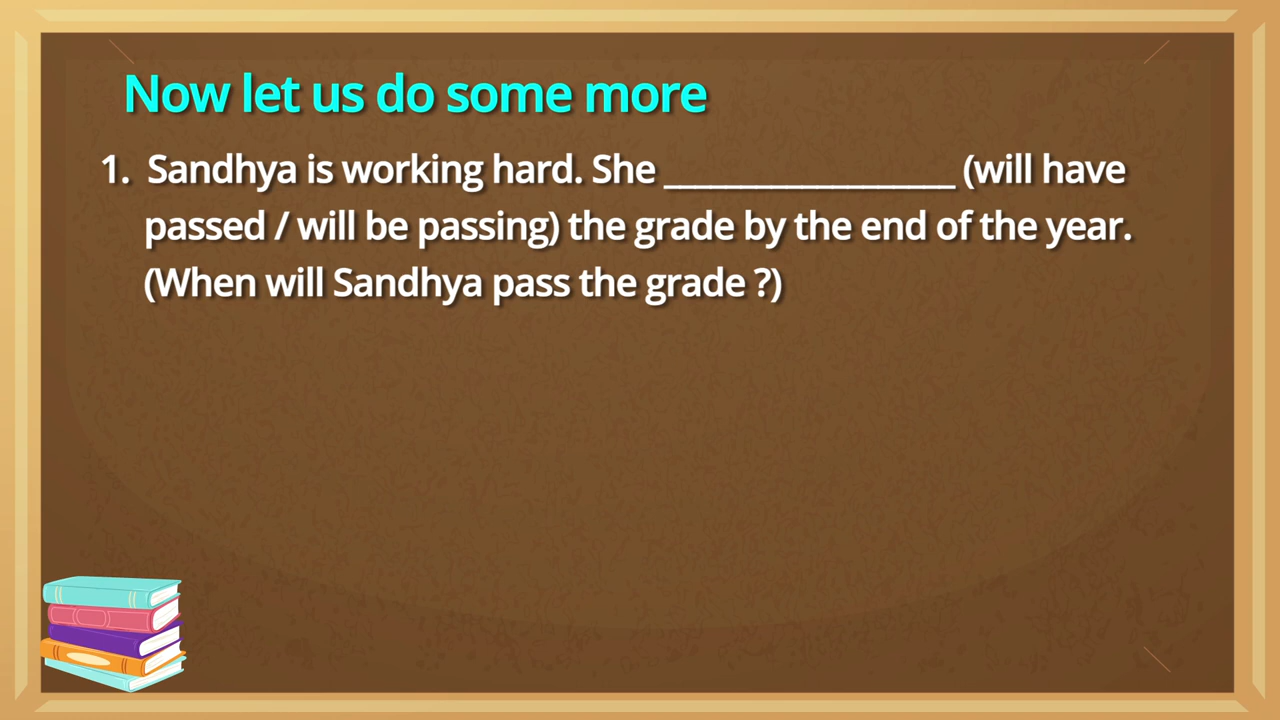 Now let us do some more
1. Sandhya is working hard. She ________________ (will have
passed / will be passing) the grade by the end of the year.
(When will Sandhya pass the grade ?)